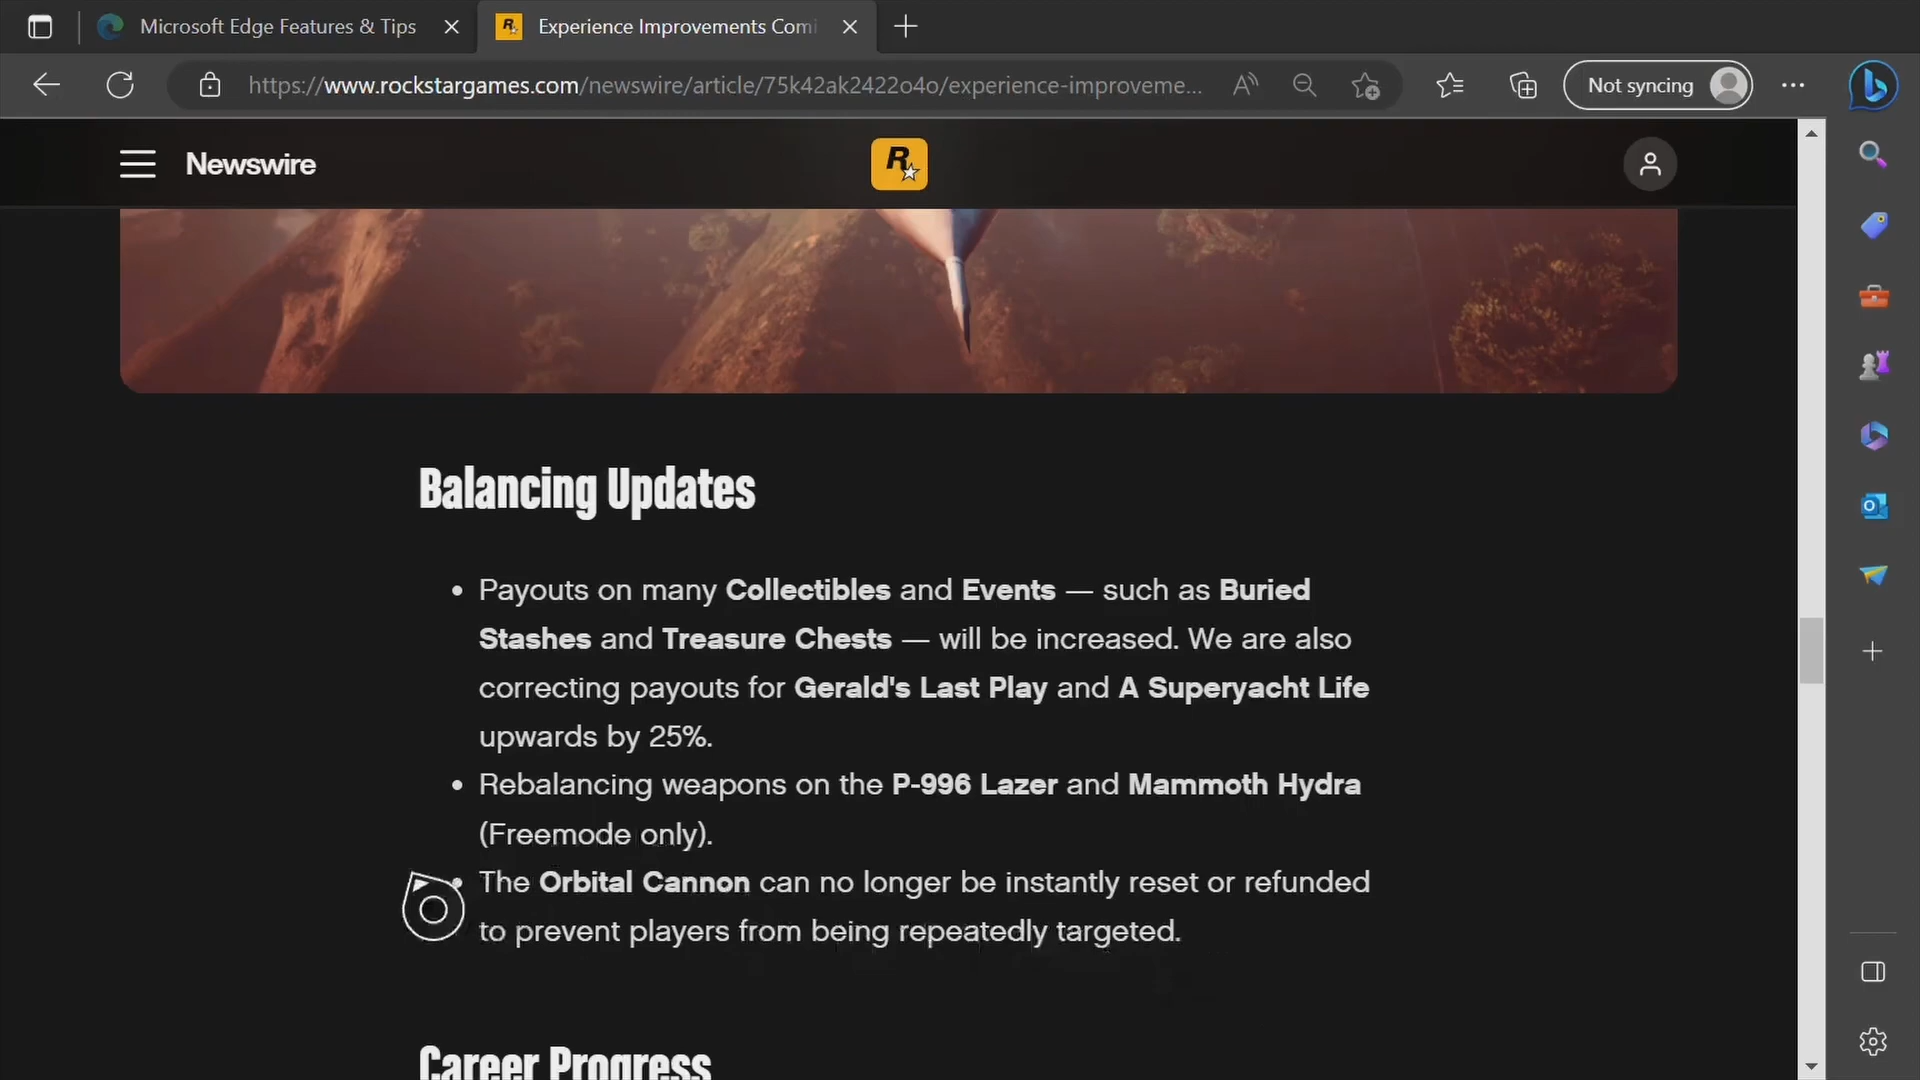 Microsoft Edge Features & Tips
Experience Improvements Comi
https://www.rockstargames.com/newswire/article/75k42ak2422o4o/experience-improveme...
Not syncing
Newswire
Balancing Updates
• Payouts on many Collectibles and Events — such as Buried
Stashes and Treasure Chests — will be increased. We are also
correcting payouts for Gerald's Last Play and A Superyacht Life
upwards by 25%.
• Rebalancing weapons on the P-996 Lazer and Mammoth Hydra
(Freemode only).
• The Orbital Cannon can no longer be instantly reset or refunded
to prevent players from being repeatedly targeted.
Career Progress